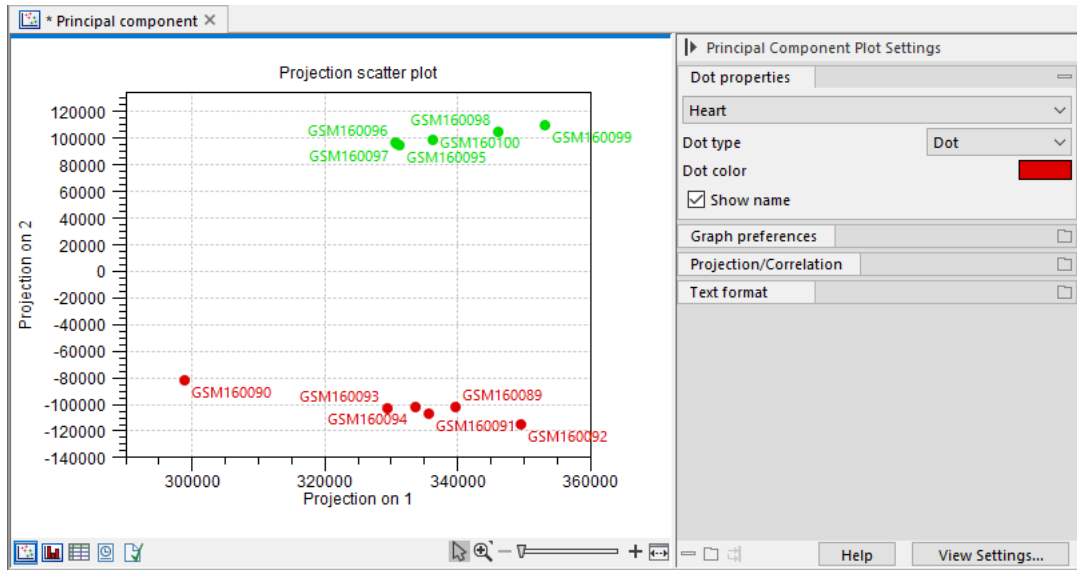 * Principal component
Projection scatter plot
Projection on 2
120000
100000
80000
60000
40000
20000
0
-20000
-40000
-60000
-80000
-100000
-120000
-140000
GSM160098
GSM160096
GSM160100
GSM160099
GSM160097
GSM160095
GSM160090
GSM160093
GSM160089
GSM160094
GSM160091
GSM160092
300000
320000
340000
360000
Projection on 1
Principal Component Plot Settings
Dot properties
Heart
Dot type
Dot
Dot color
Show name
Graph preferences
Projection/Correlation
Text format
Help
View Settings...